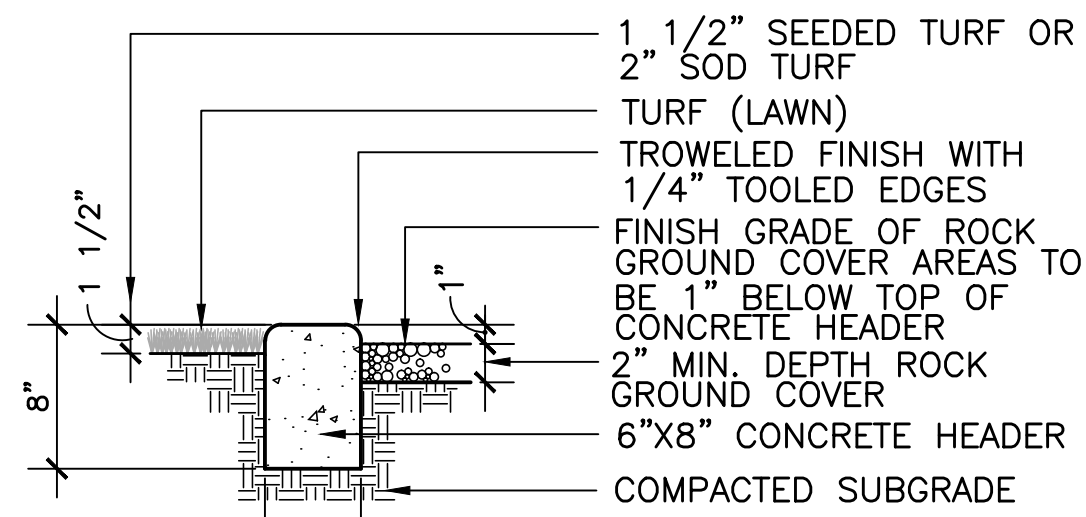 1 1/2” SEEDED TURF OR
2” SOD TURF
TURF (LAWN)
TROWELED FINISH WITH
1/4” TOOLED EDGES
FINISH GRADE OF ROCK
GROUND COVER AREAS TO
BE 1” BELOW TOP OF
CONCRETE HEADER
2” MIN. DEPTH ROCK
GROUND COVER
6”X8” CONCRETE HEADER
COMPACTED SUBGRADE
1 1/2”
1”
8”